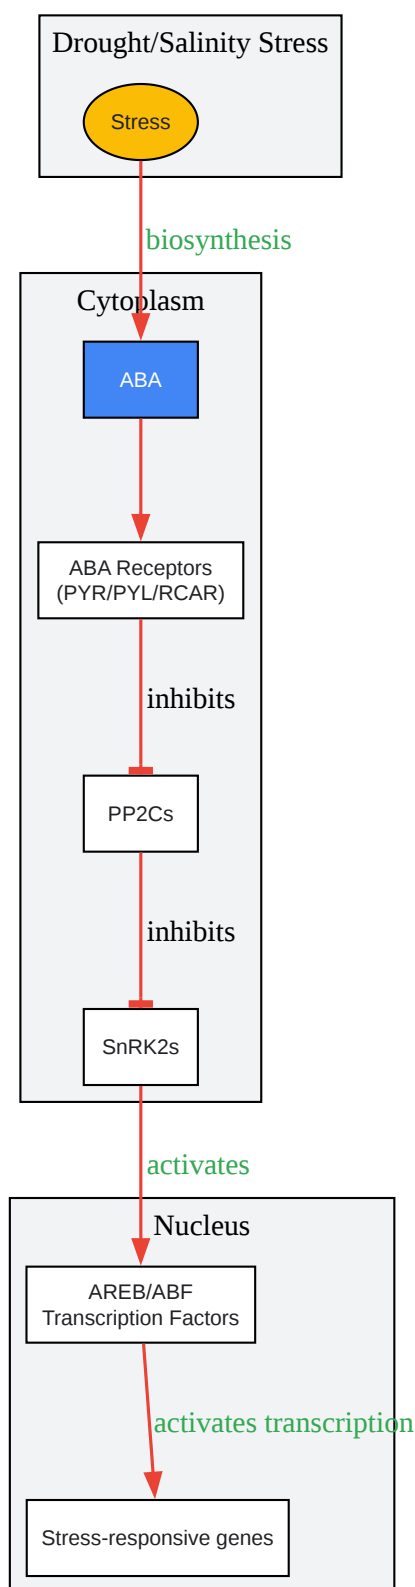 Drought/Salinity Stress
Stress
biosynthesis
Cytoplasm
ABA
ABA Receptors
(PYR/PYL/RCAR)
inhibits
PP2Cs
inhibits
SnRK2s
activates
Nucleus
AREB/ABF
Transcription Factors
activates transcription
Stress-responsive genes